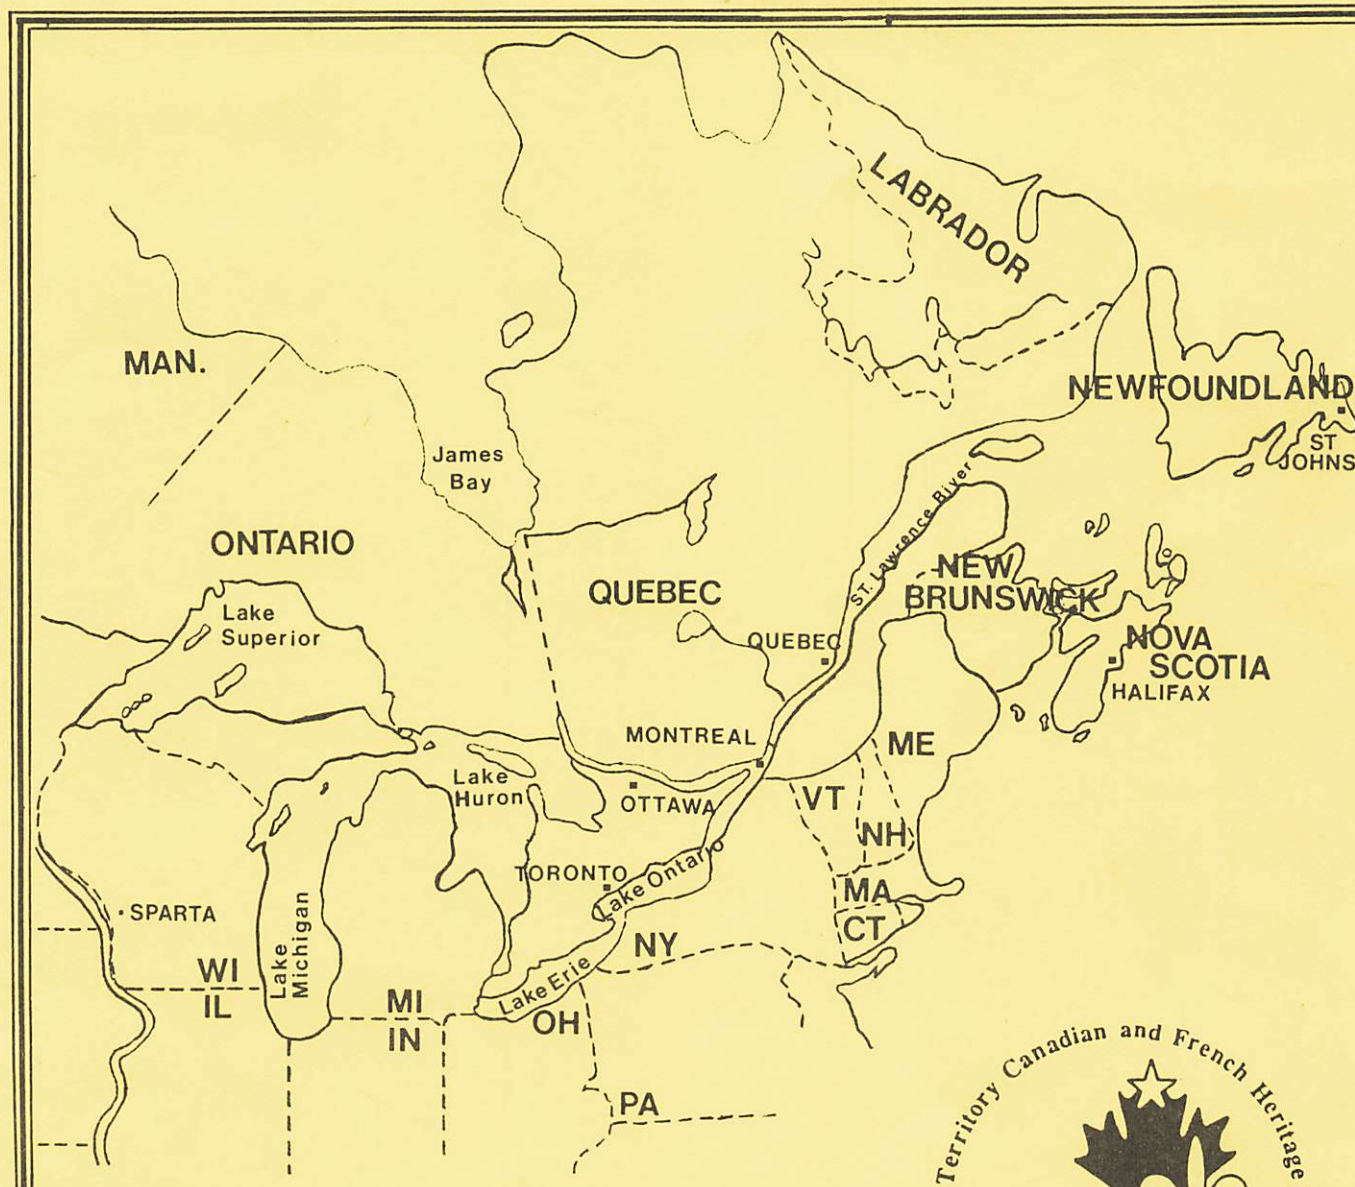 LABRADOR
MAN.
NEWFOUNDLAND
ST
JOHNS
James
Bay
ST. Lawrence River
ONTARIO
NEW
BRUNSWICK
QUEBEC
Lake
Superior
QUEBEC
NOVA
SCOTIA
HALIFAX
MONTREAL
ME
Lake
Huron
OTTAWA
VT
NH
TORONTO
Lake Ontario
MA
SPARTA
CT
Lake
Michigan
NY
WI
IL
Lake Erie
MI
IN
OH
PA
Territory Canadian and French Heritage